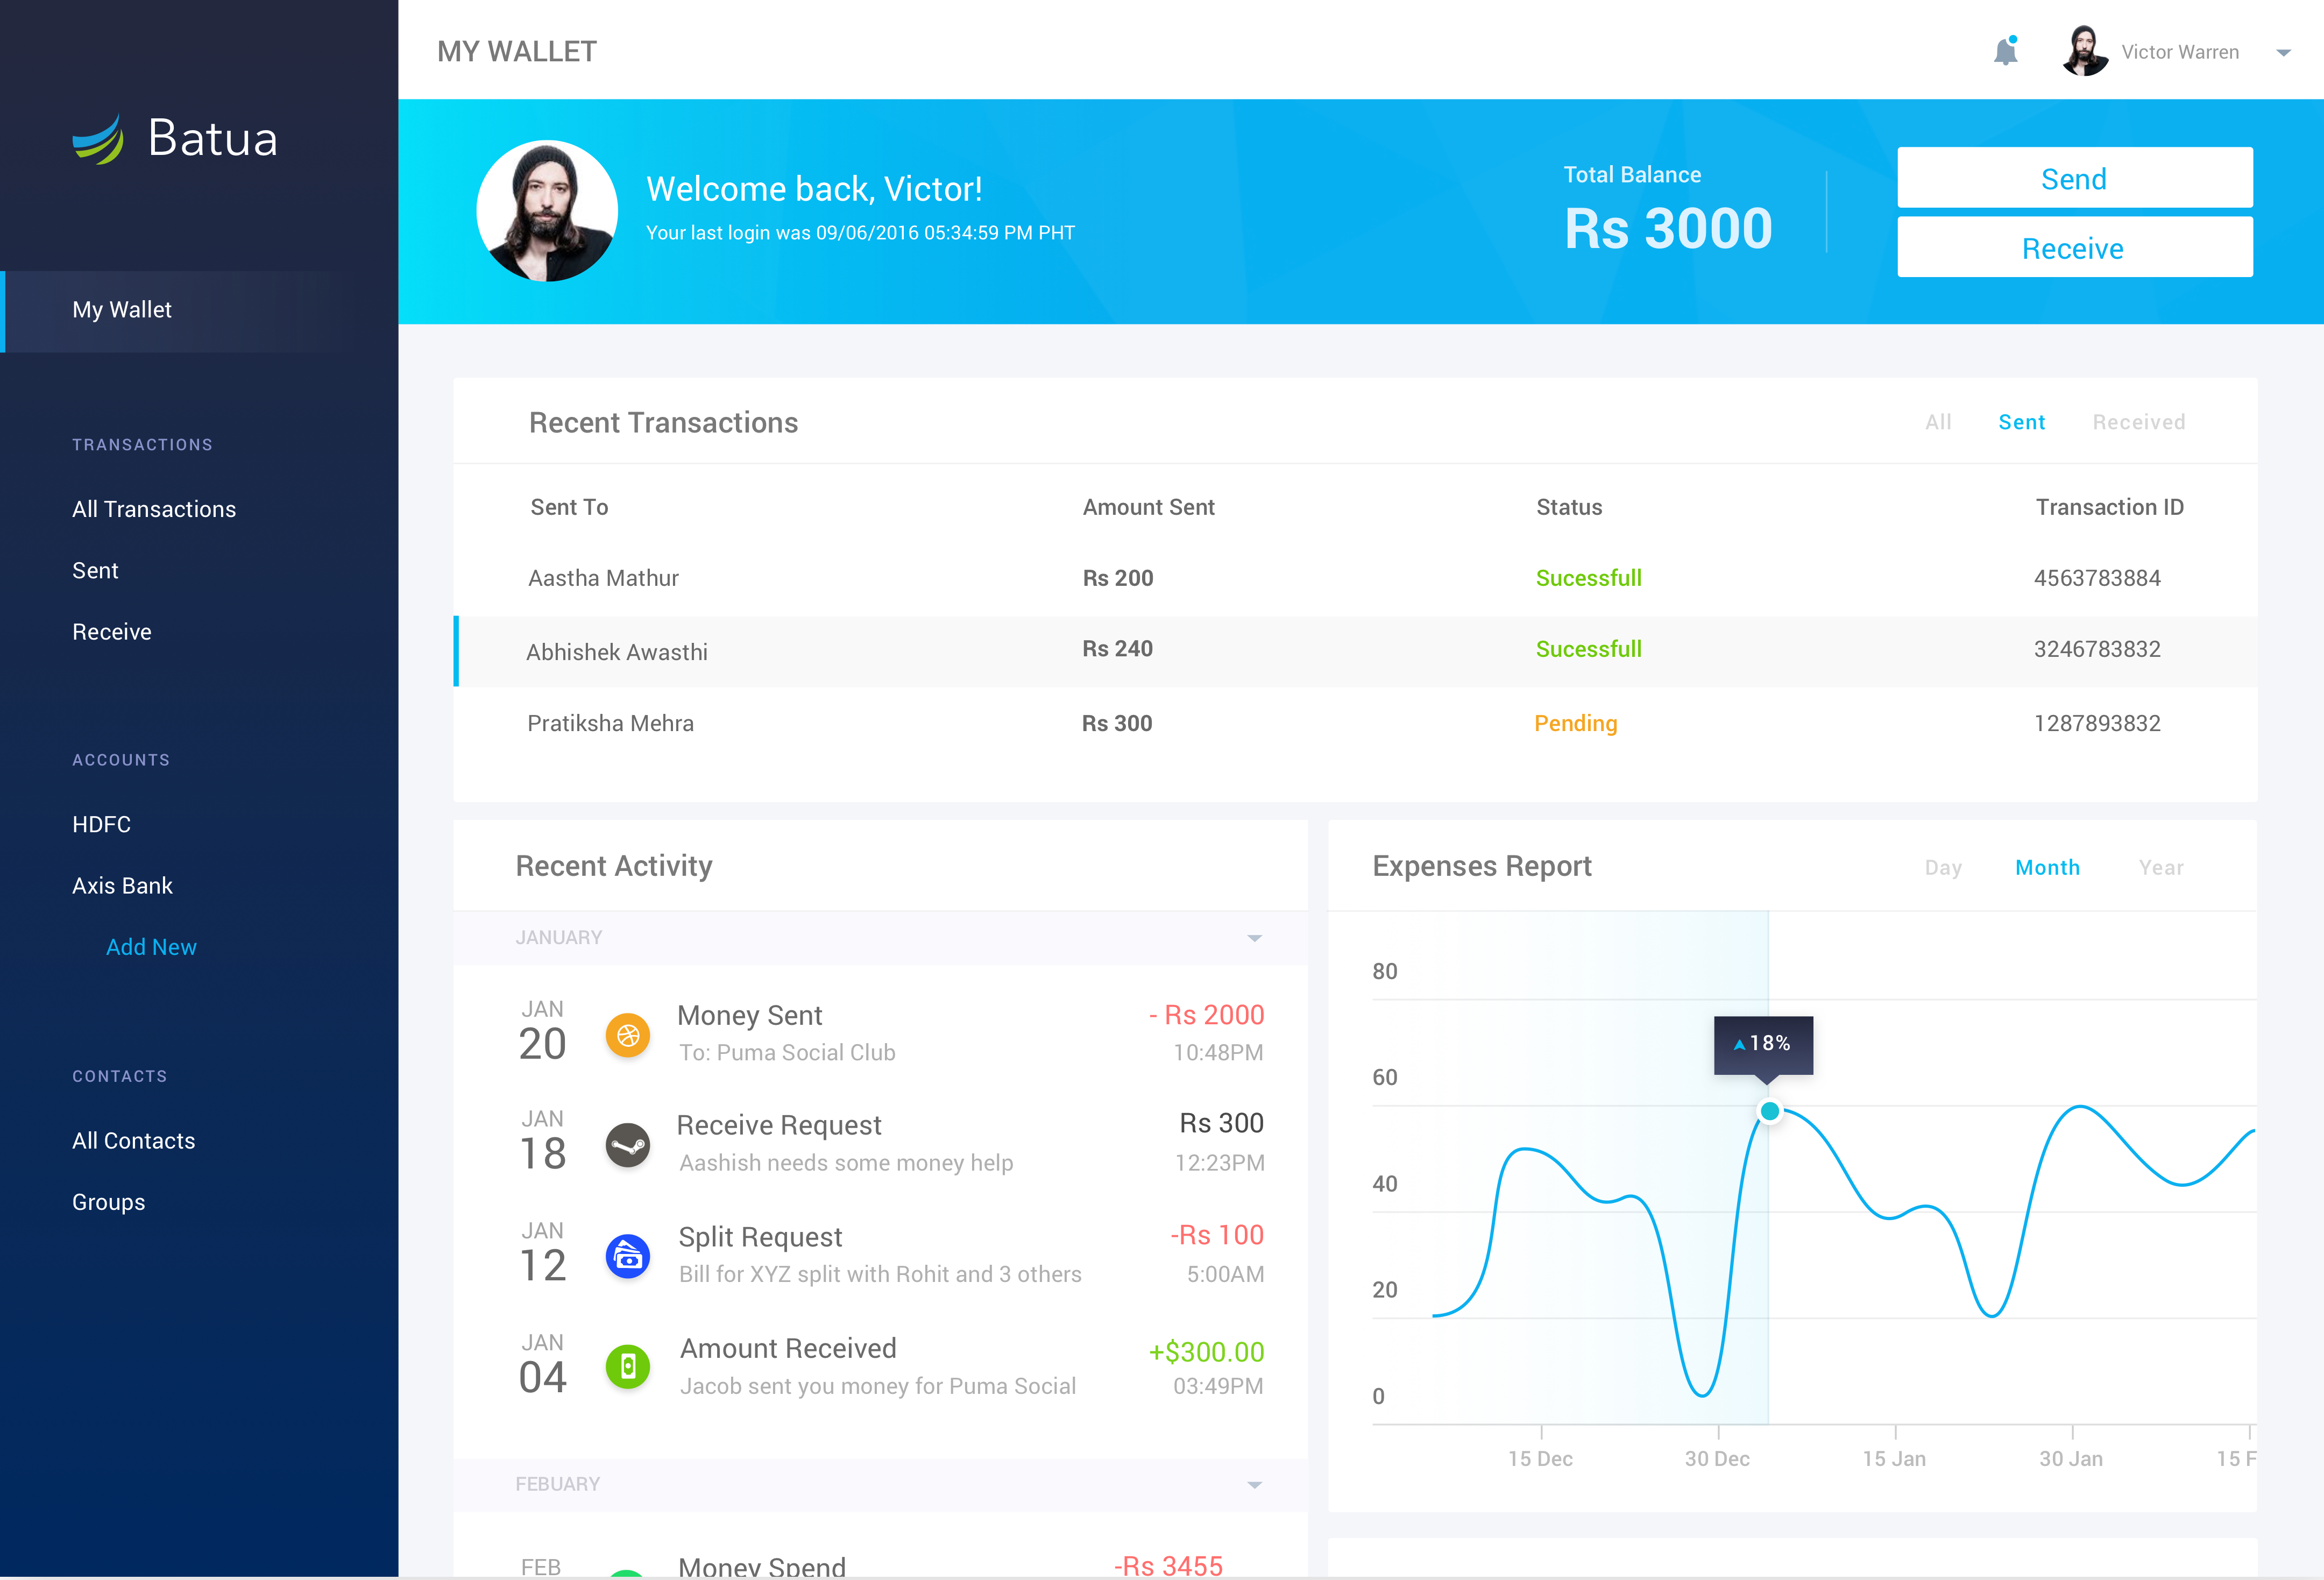 MY WALLET
Victor Warren
Batua
My Wallet
TRANSACTIONS
All Transactions
Sent
Receive
ACCOUNTS
HDFC
Axis Bank
Add New
CONTACTS
All Contacts
Groups
Welcome back, Victor!
Your last login was 09/06/2016 05:34:59 PM PHT
Total Balance
Rs 3000
Send
Receive
Recent Transactions
All Sent Received
Sent To Amount Sent Status Transaction ID
Aastha Mathur Rs 200 Sucessfull 4563783884
Abhishek Awasthi Rs 240 Sucessfull 3246783832
Pratiksha Mehra Rs 300 Pending 1287893832
Recent Activity
JANUARY
JAN
20
Money Sent - Rs 2000
To: Puma Social Club 10:48PM
JAN
18
Receive Request Rs 300
Aashish needs some money help 12:23PM
JAN
12
Split Request -Rs 100
Bill for XYZ split with Rohit and 3 others 5:00AM
JAN
04
Amount Received +$300.00
Jacob sent you money for Puma Social 03:49PM
FEBUARY
FEB
Money Spend -Rs 3455
Expenses Report
Day Month Year
80
18%
60
40
20
0
15 Dec 30 Dec 15 Jan 30 Jan 15 F